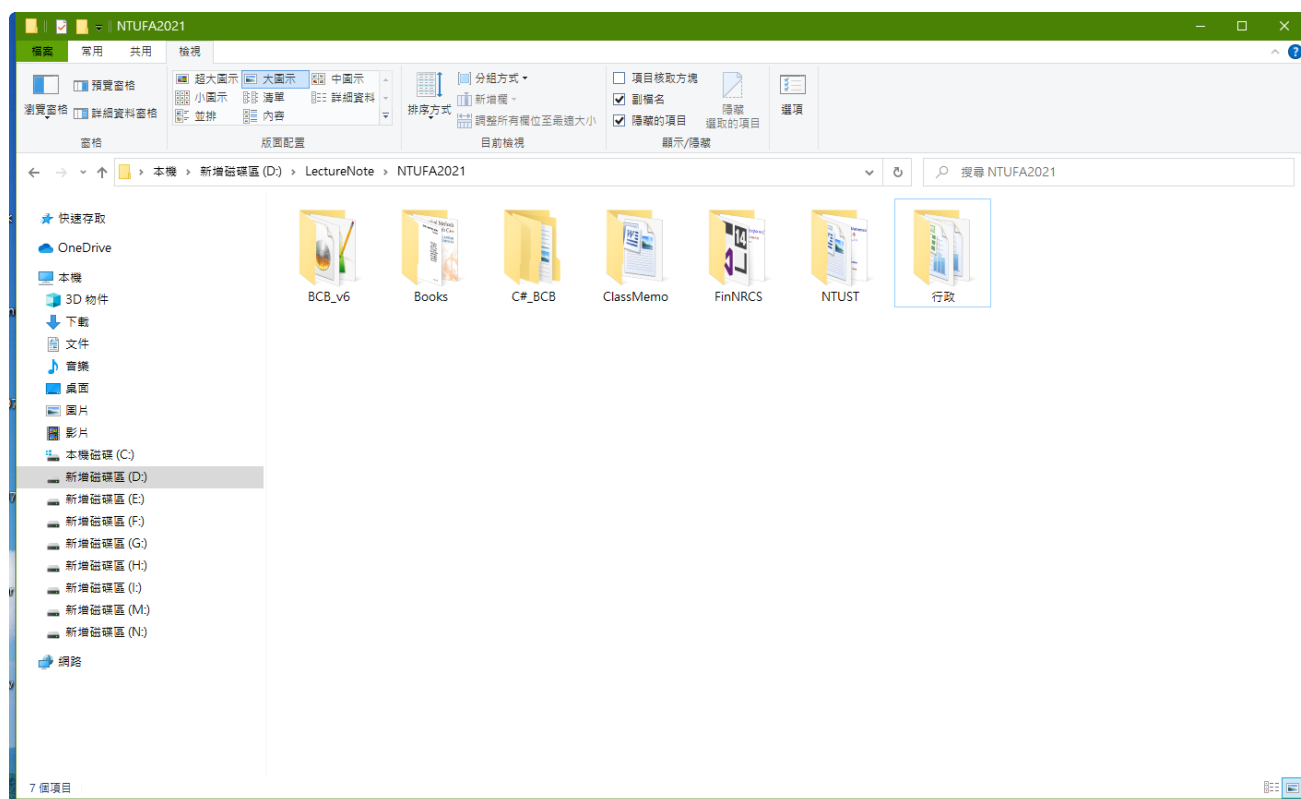 NTUFA2021
檔案 常用 共用 檢視
瀏覽窗格
預覽窗格
詳細資料窗格
窗格
超大圖示 大圖示 中圖示
小圖示 清單 詳細資料
並排 內容
版面配置
排序方式
分組方式
新增欄
調整所有欄位至最適大小
目前檢視
項目核取方塊
副檔名
隱藏的項目
隱藏
選取的項目
顯示/隱藏
選項
本機 › 新增磁碟區 (D:) › LectureNote › NTUFA2021
搜尋 NTUFA2021
快速存取
OneDrive
本機
3D 物件
下載
文件
音樂
桌面
圖片
影片
本機磁碟 (C:)
新增磁碟區 (D:)
新增磁碟區 (E:)
新增磁碟區 (F:)
新增磁碟區 (G:)
新增磁碟區 (H:)
新增磁碟區 (I:)
新增磁碟區 (M:)
新增磁碟區 (N:)
網路
BCB_v6 Books C#_BCB ClassMemo FinNRCS NTUST 行政
7 個項目